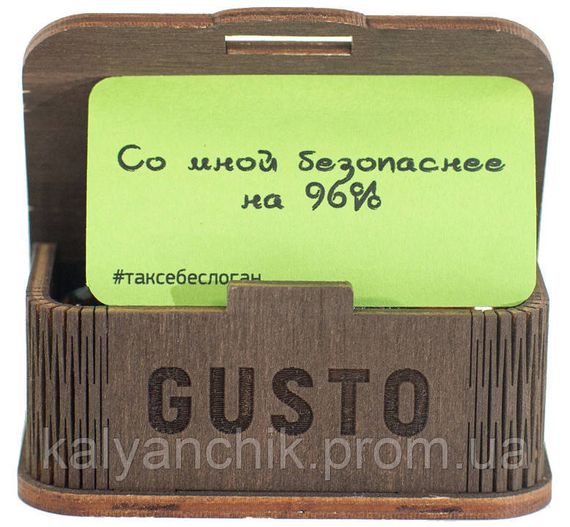 Со мной безопаснее
на 96%
#таксебеслоган
GUSTO
kalyanchik.prom.ua